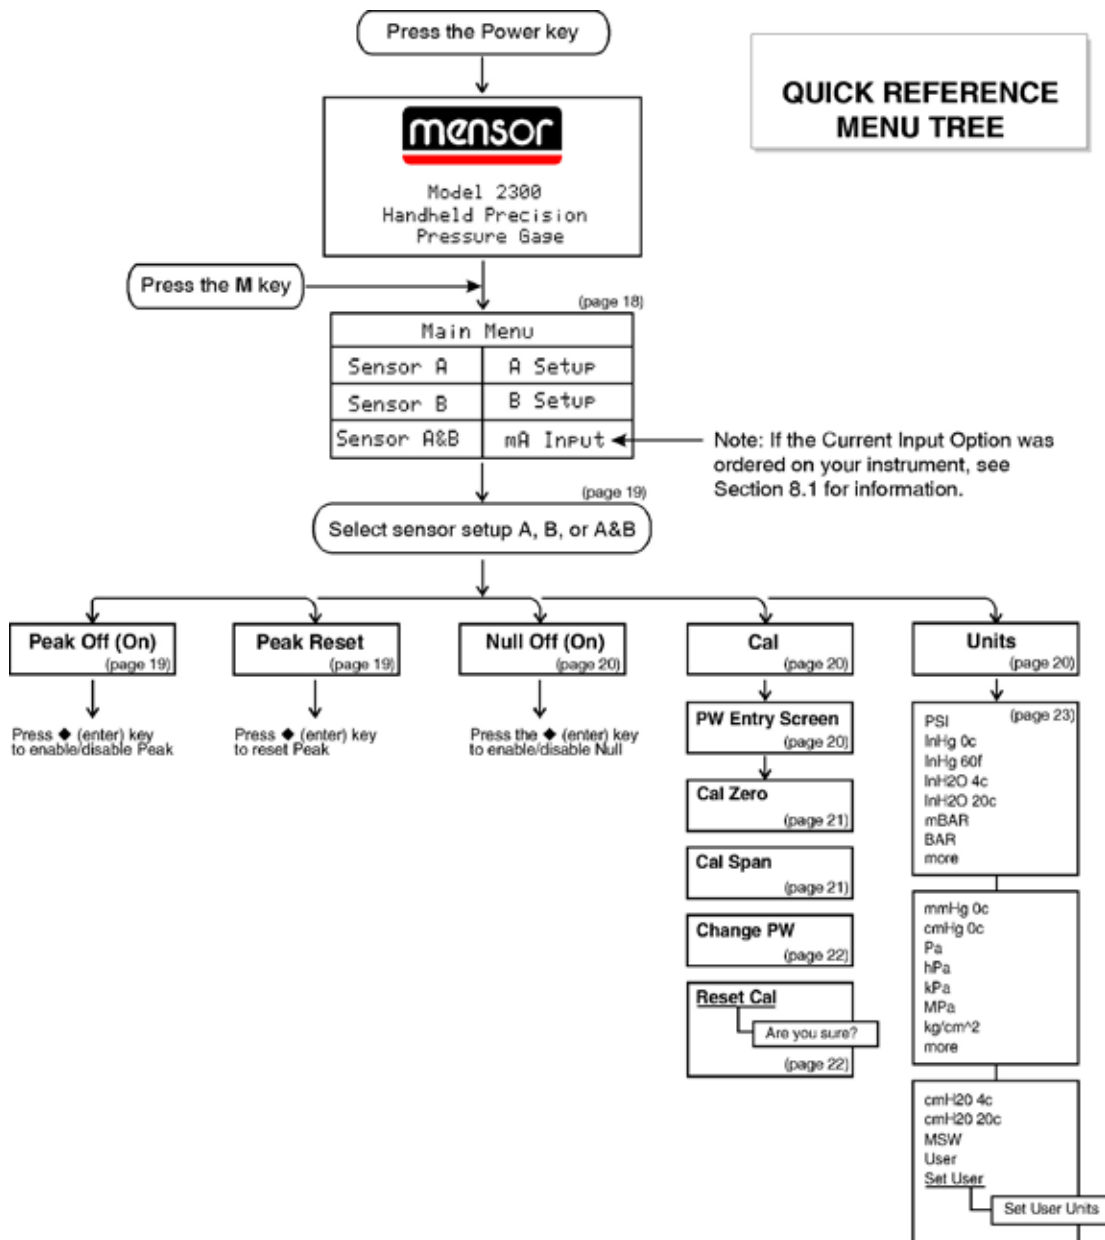 Press the Power key
QUICK REFERENCE
MENU TREE
mensor
Model 2300
Handheld Precision
Pressure Gage
Press the M key
(page 18)
Main Menu
Sensor A
A Setup
Sensor B
B Setup
Sensor A&B
mA Input
Note: If the Current Input Option was
ordered on your instrument, see
Section 8.1 for information.
(page 19)
Select sensor setup A, B, or A&B
Peak Off (On)
(page 19)
Press ◆ (enter) key
to enable/disable Peak
Peak Reset
(page 19)
Press ◆ (enter) key
to reset Peak
Null Off (On)
(page 20)
Press the ◆ (enter) key
to enable/disable Null
Cal
(page 20)
PW Entry Screen
(page 20)
Cal Zero
(page 21)
Cal Span
(page 21)
Change PW
(page 22)
Reset Cal
Are you sure?
(page 22)
Units
(page 20)
(page 23)
PSI
InHg 0c
InHg 60f
InH2O 4c
InH2O 20c
mBAR
BAR
more
mmHg 0c
cmHg 0c
Pa
hPa
kPa
MPa
kg/cm^2
more
cmH20 4c
cmH20 20c
MSW
User
Set User
Set User Units